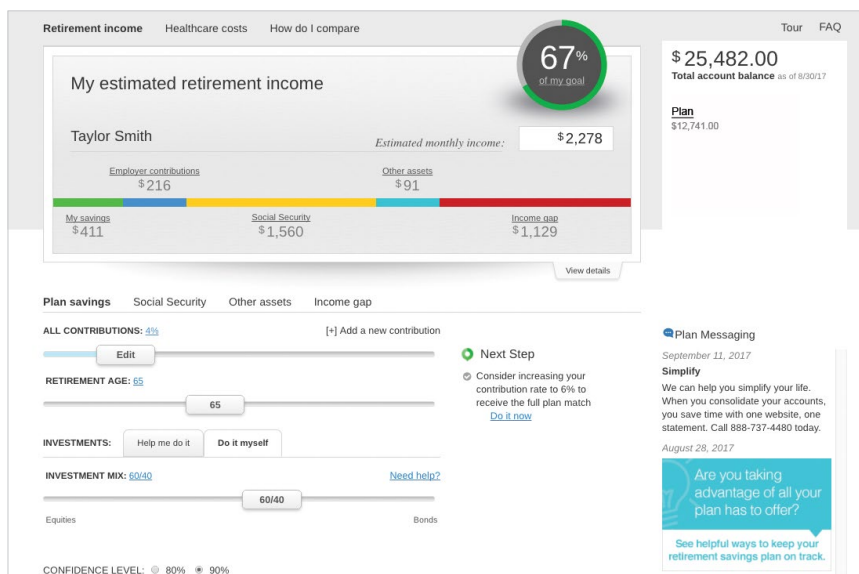 Retirement income Healthcare costs How do I compare Tour FAQ
67%
of my goal
My estimated retirement income
Taylor Smith Estimated monthly income: $2,278
Employer contributions Other assets
$216 $91
My savings Social Security Income gap
$411 $1,560 $1,129
View details
$25,482.00
Total account balance as of 8/30/17
Plan
$12,741.00
Plan savings Social Security Other assets Income gap
ALL CONTRIBUTIONS: 4% [+] Add a new contribution
Edit
RETIREMENT AGE: 65
65
INVESTMENTS: Help me do it Do it myself
INVESTMENT MIX: 60/40 Need help?
60/40
Equities Bonds
CONFIDENCE LEVEL: 80% 90%
Next Step
Consider increasing your
contribution rate to 6% to
receive the full plan match
Do it now
Plan Messaging
September 11, 2017
Simplify
We can help you simplify your life.
When you consolidate your accounts,
you save time with one website, one
statement. Call 888-737-4480 today.
August 28, 2017
Are you taking
advantage of all your
plan has to offer?
See helpful ways to keep your
retirement savings plan on track.